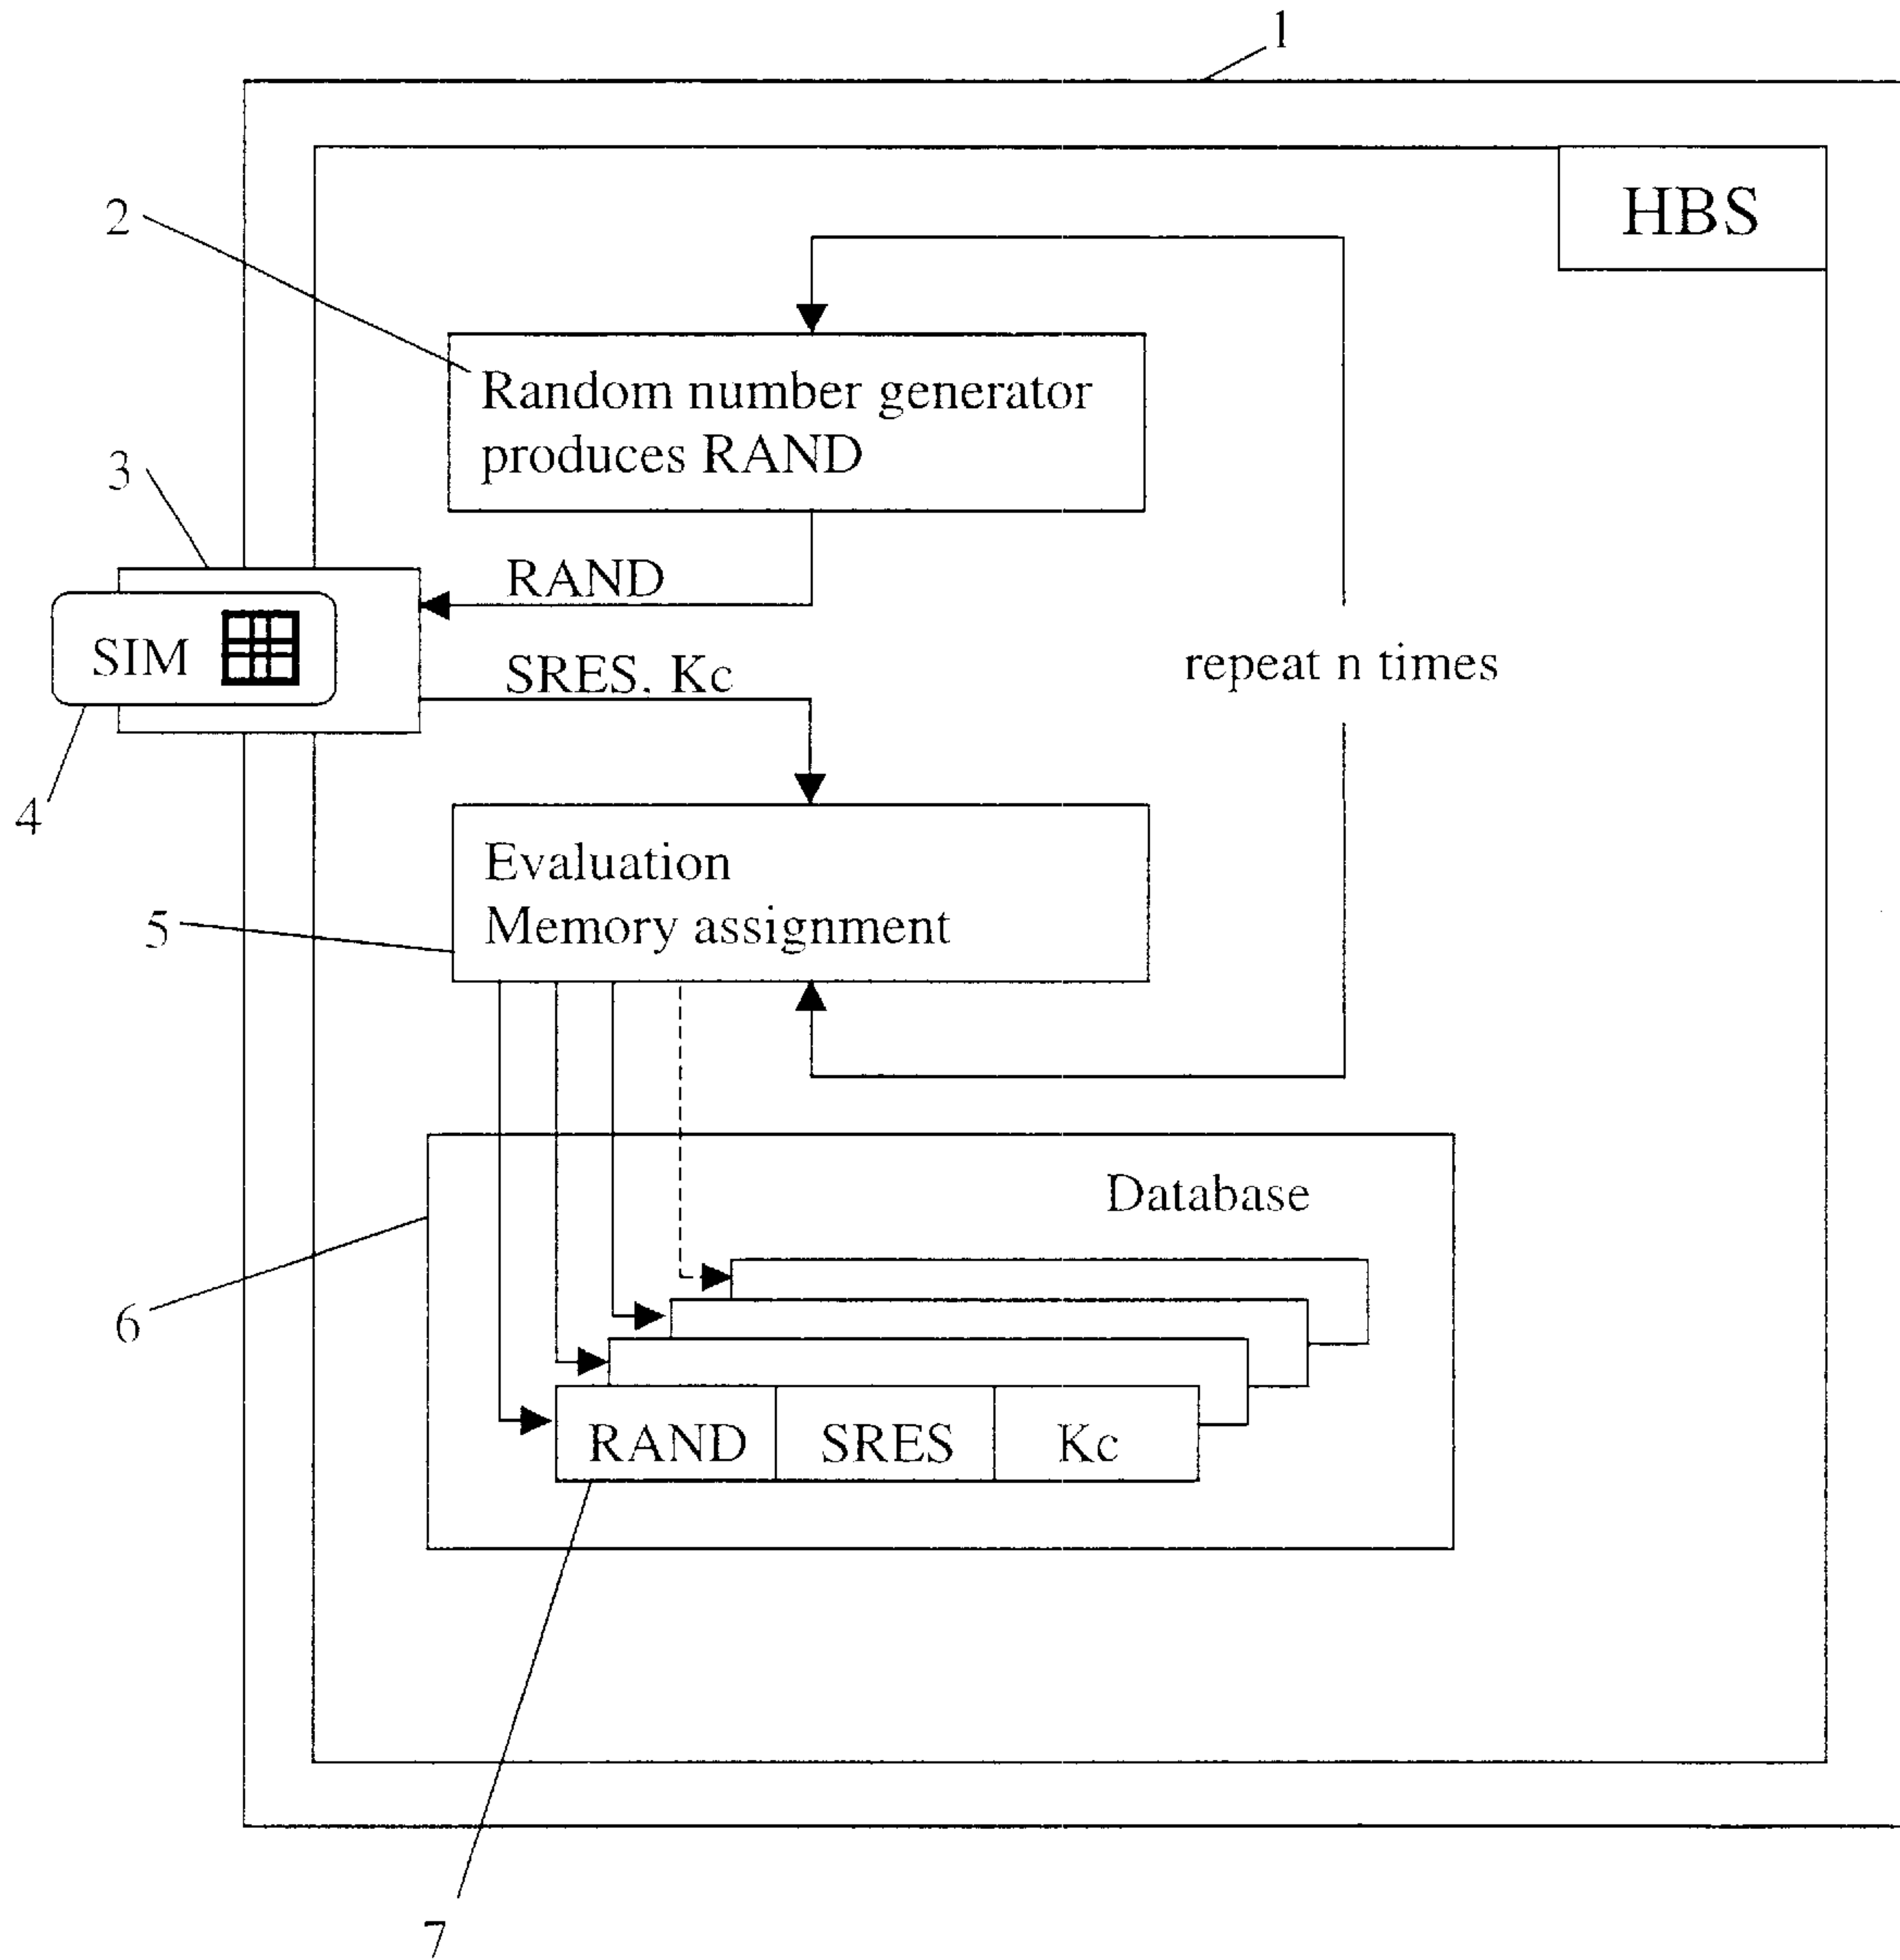 1
HBS
2
Random number generator
produces RAND
3
RAND
SIM
SRES, Kc
repeat n times
4
Evaluation
Memory assignment
5
Database
6
RAND SRES Kc
7